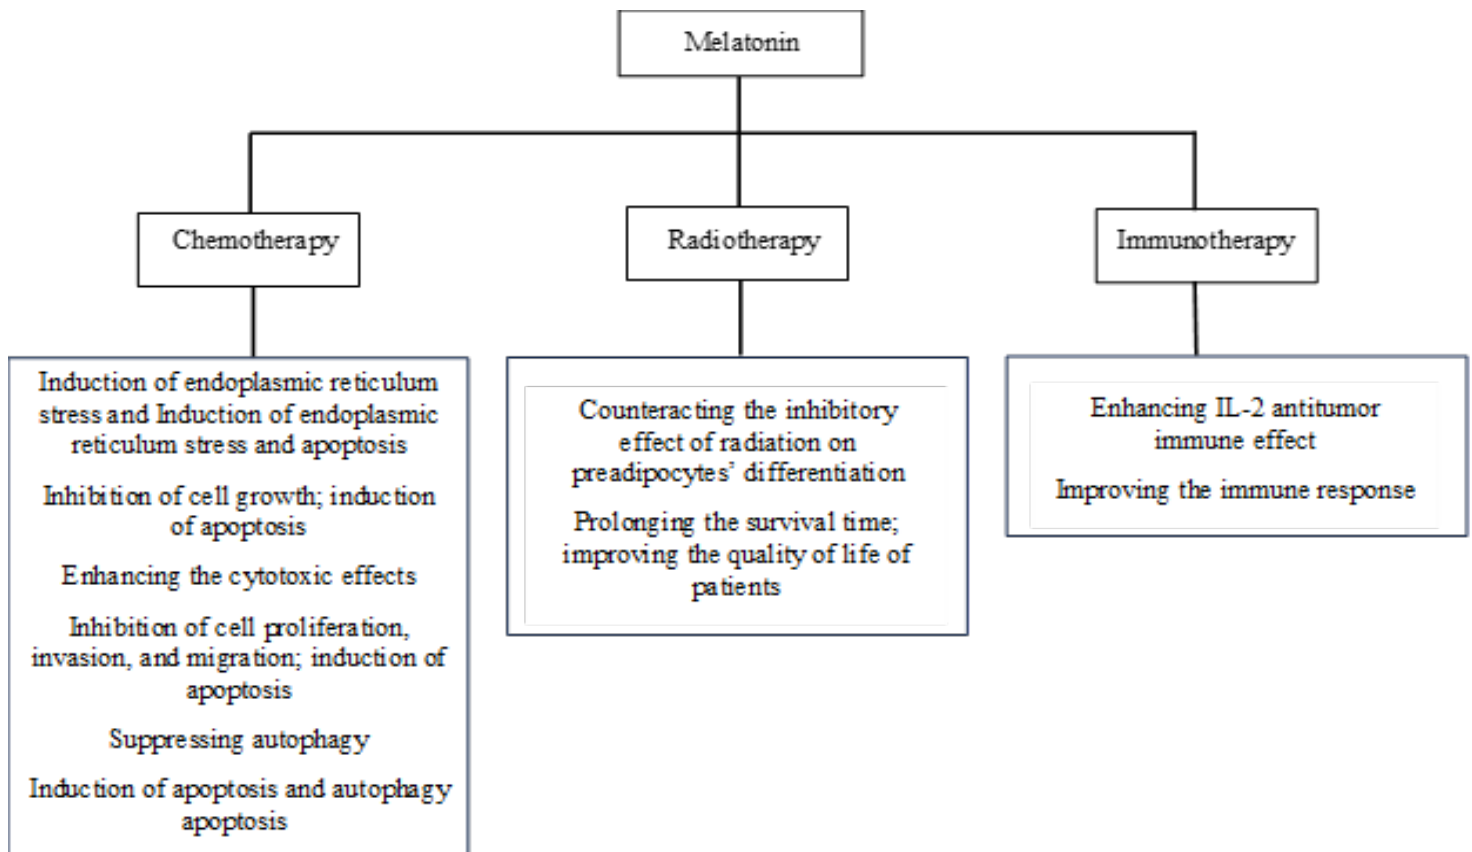 Melatonin
Chemotherapy
Radiotherapy
Immunotherapy
Induction of endoplasmic reticulum
stress and Induction of endoplasmic
reticulum stress and apoptosis
Inhibition of cell growth; induction
of apoptosis
Enhancing the cytotoxic effects
Inhibition of cell proliferation,
invasion, and migration; induction of
apoptosis
Suppressing autophagy
Induction of apoptosis and autophagy
apoptosis
Counteracting the inhibitory
effect of radiation on
preadipocytes’ differentiation
Prolonging the survival time;
improving the quality of life of
patients
Enhancing IL-2 antitumor
immune effect
Improving the immune response